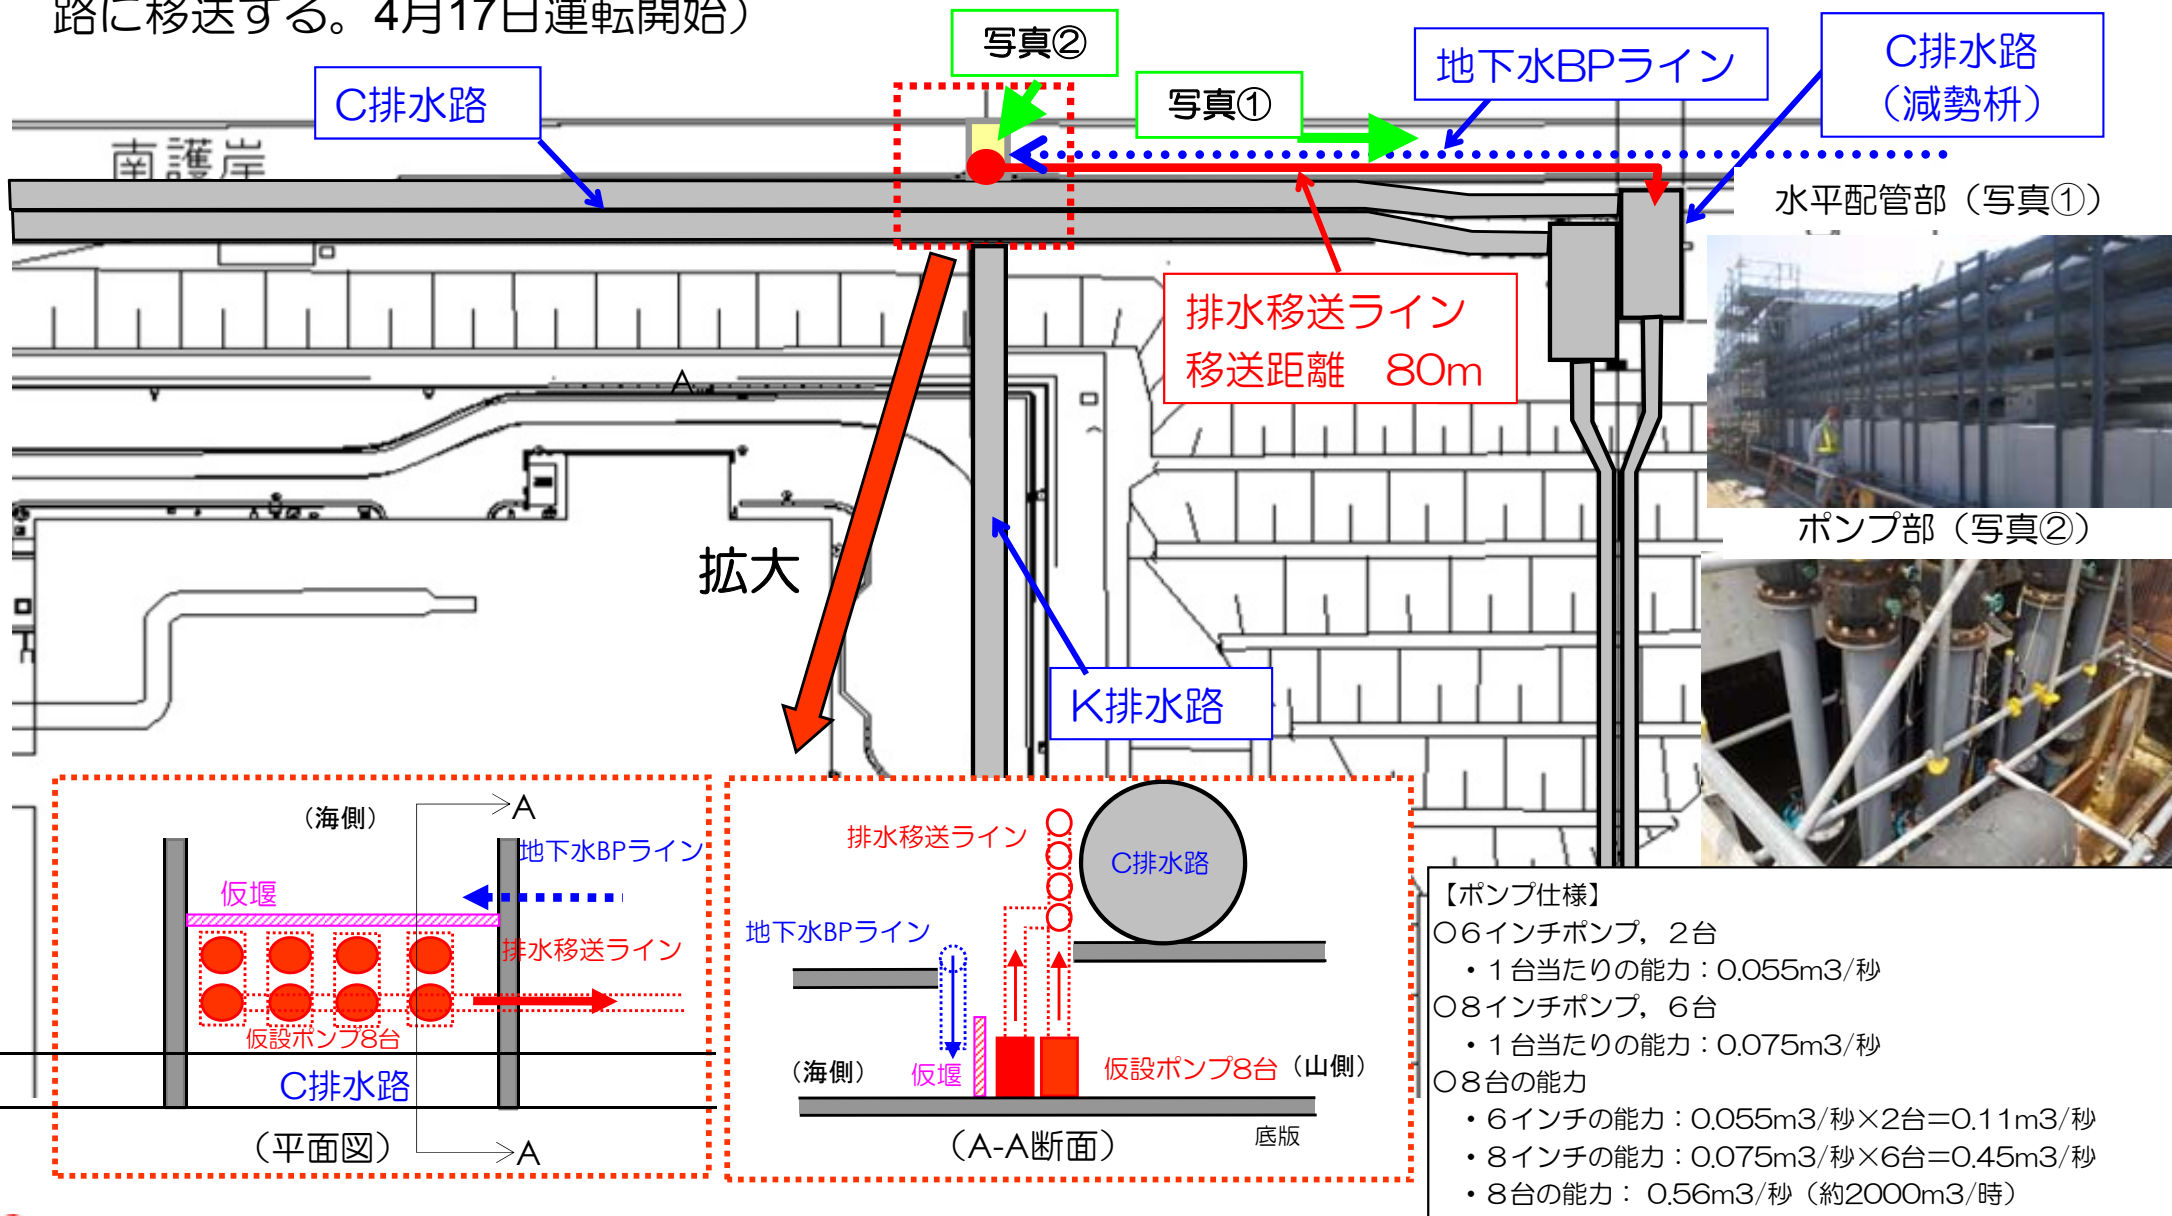 路に移送する。4月17日運転開始）
写真②
写真①
地下水BPライン
C排水路
（減勢枡）
C排水路
南護岸
水平配管部（写真①）
排水移送ライン
移送距離　80m
A
ポンプ部（写真②）
拡大
K排水路
（海側）
A
地下水BPライン
仮堰
排水移送ライン
仮設ポンプ8台
C排水路
（平面図）
A
排水移送ライン
C排水路
地下水BPライン
（海側）
仮堰
仮設ポンプ8台
（山側）
（A-A断面）
底版
【ポンプ仕様】
○６インチポンプ，２台
・１台当たりの能力：0.055m3/秒
○８インチポンプ，６台
・１台当たりの能力：0.075m3/秒
○８台の能力
・６インチの能力：0.055m3/秒×2台＝0.11m3/秒
・８インチの能力：0.075m3/秒×6台＝0.45m3/秒
・８台の能力： 0.56m3/秒（約2000m3/時）